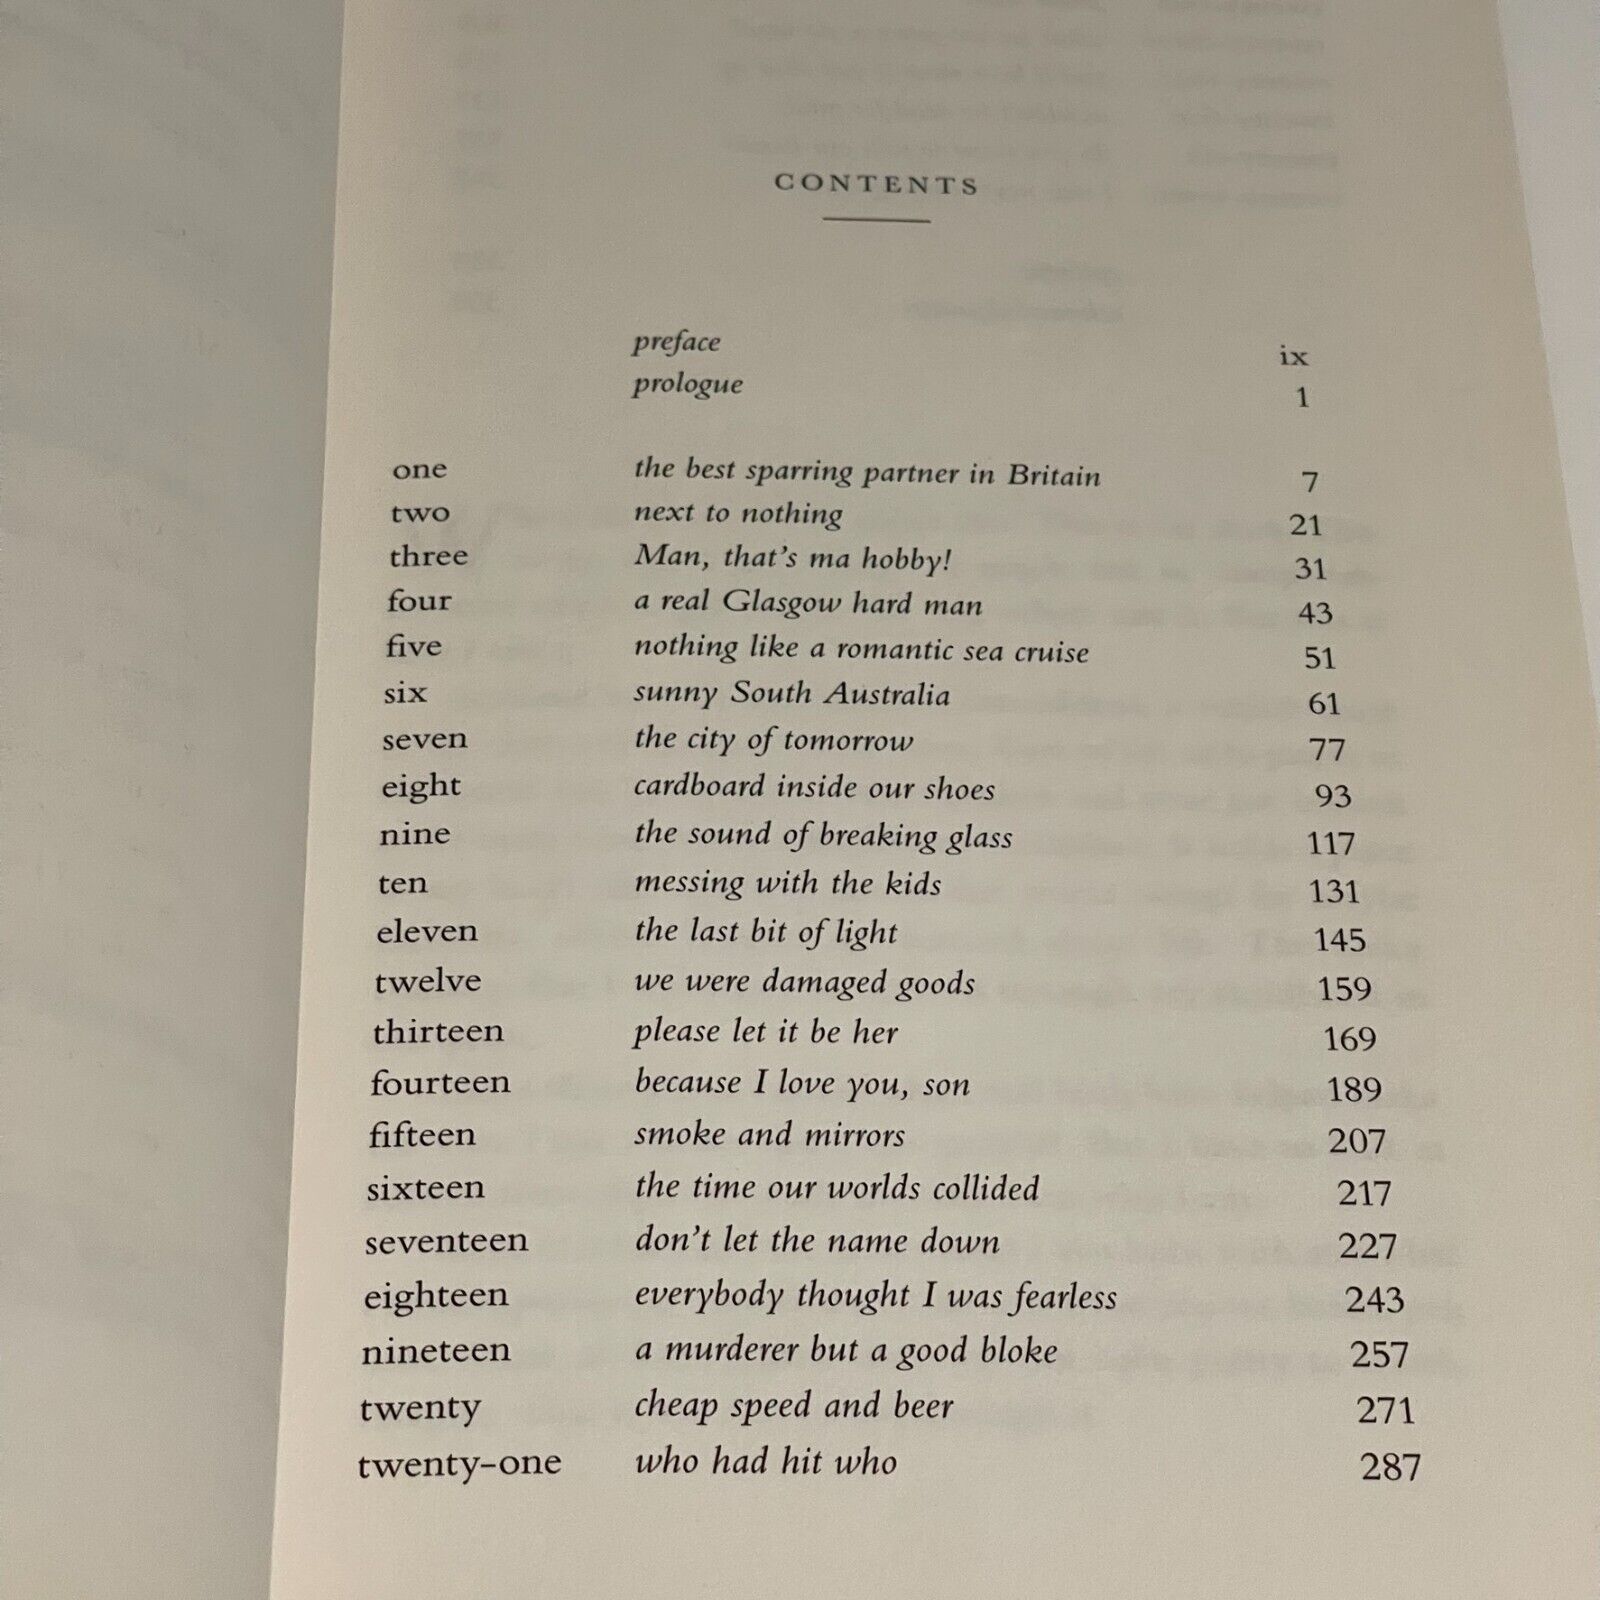 CONTENTS
preface ix
prologue 1
one the best sparring partner in Britain 7
two next to nothing 21
three Man, that's ma hobby! 31
four a real Glasgow hard man 43
five nothing like a romantic sea cruise 51
six sunny South Australia 61
seven the city of tomorrow 77
eight cardboard inside our shoes 93
nine the sound of breaking glass 117
ten messing with the kids 131
eleven the last bit of light 145
twelve we were damaged goods 159
thirteen please let it be her 169
fourteen because I love you, son 189
fifteen smoke and mirrors 207
sixteen the time our worlds collided 217
seventeen don't let the name down 227
eighteen everybody thought I was fearless 243
nineteen a murderer but a good bloke 257
twenty cheap speed and beer 271
twenty-one who had hit who 287